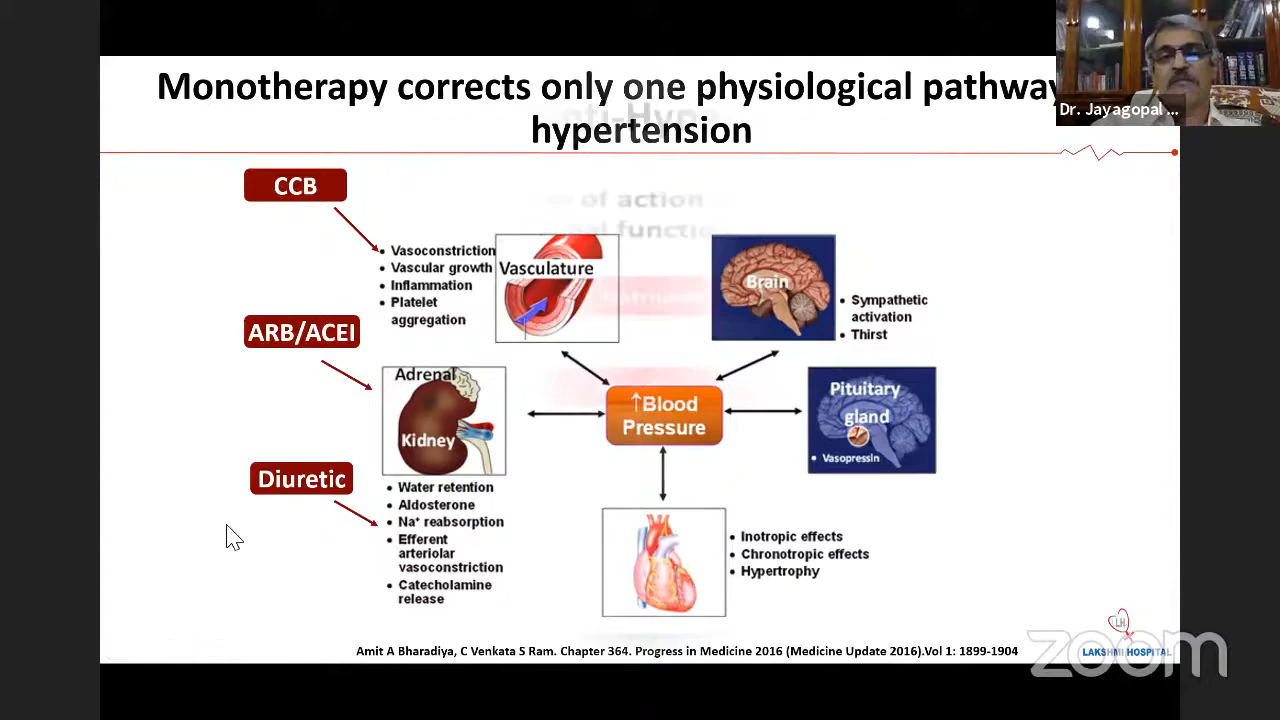 Monotherapy corrects only one physiological pathway
hypertension
Dr. Jayagopal ...
CCB
• Vasoconstriction
• Vascular growth
• Inflammation
• Platelet
aggregation
Vasculature
Brain
• Sympathetic
activation
• Thirst
ARB/ACEI
Adrenal
Kidney
↑Blood
Pressure
Pituitary
gland
• Vasopressin
Diuretic
• Water retention
• Aldosterone
• Na⁺ reabsorption
• Efferent
arteriolar
vasoconstriction
• Catecholamine
release
• Inotropic effects
• Chronotropic effects
• Hypertrophy
of action
Amit A Bharadiya, C Venkata S Ram. Chapter 364. Progress in Medicine 2016 (Medicine Update 2016).Vol 1: 1899-1904
LH
LAKSHMI HOSPITAL
zoom